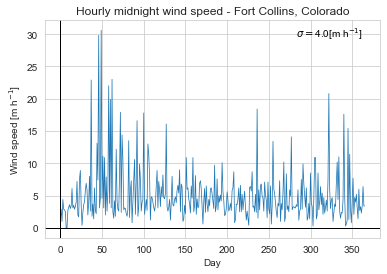 Hourly midnight wind speed - Fort Collins, Colorado
σ = 4.0[m h⁻¹]
Wind speed [m h⁻¹]
30
25
20
15
10
5
0
0 50 100 150 200 250 300 350
Day